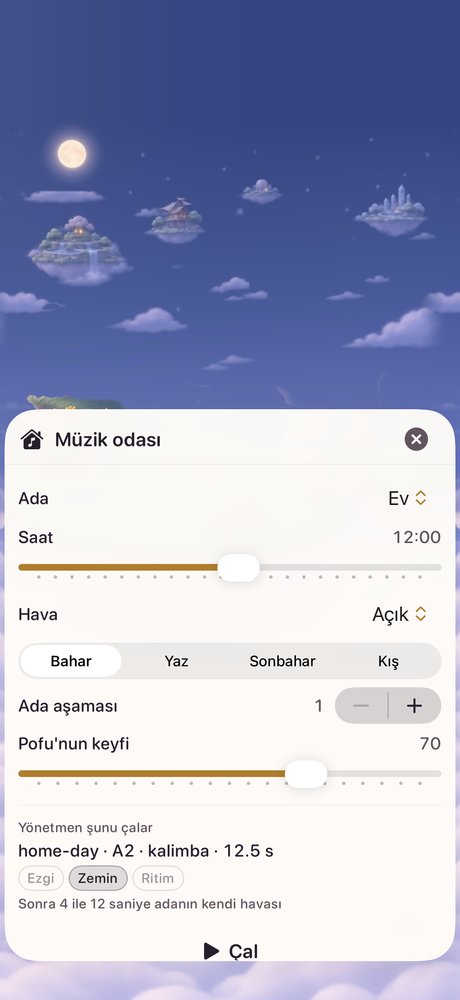 Müzik odası
Ada Ev
Saat 12:00
Hava Açık
Bahar Yaz Sonbahar Kış
Ada aşaması 1
Pofu'nun keyfi 70
Yönetmen şunu çalar
home-day · A2 · kalimba · 12.5 s
Ezgi Zemin Ritim
Sonra 4 ile 12 saniye adanın kendi havası
Çal